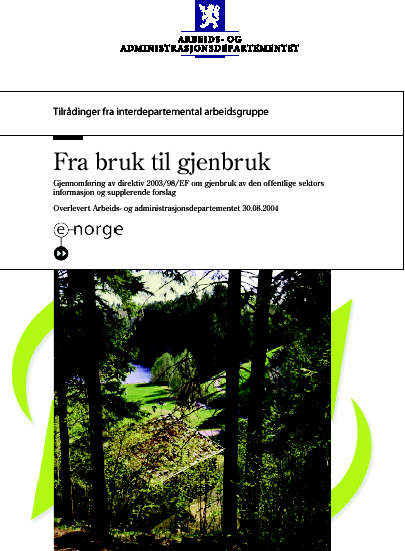 ARBEIDS- OG
ADMINISTRASJONSDEPARTEMENTET
Tilrådinger fra interdepartemental arbeidsgruppe
Fra bruk til gjenbruk
Gjennomføring av direktiv 2003/98/EF om gjenbruk av den offentlige sektors
informasjon og supplerende forslag
Overlevert Arbeids- og administrasjonsdepartementet 30.08.2004
e-norge